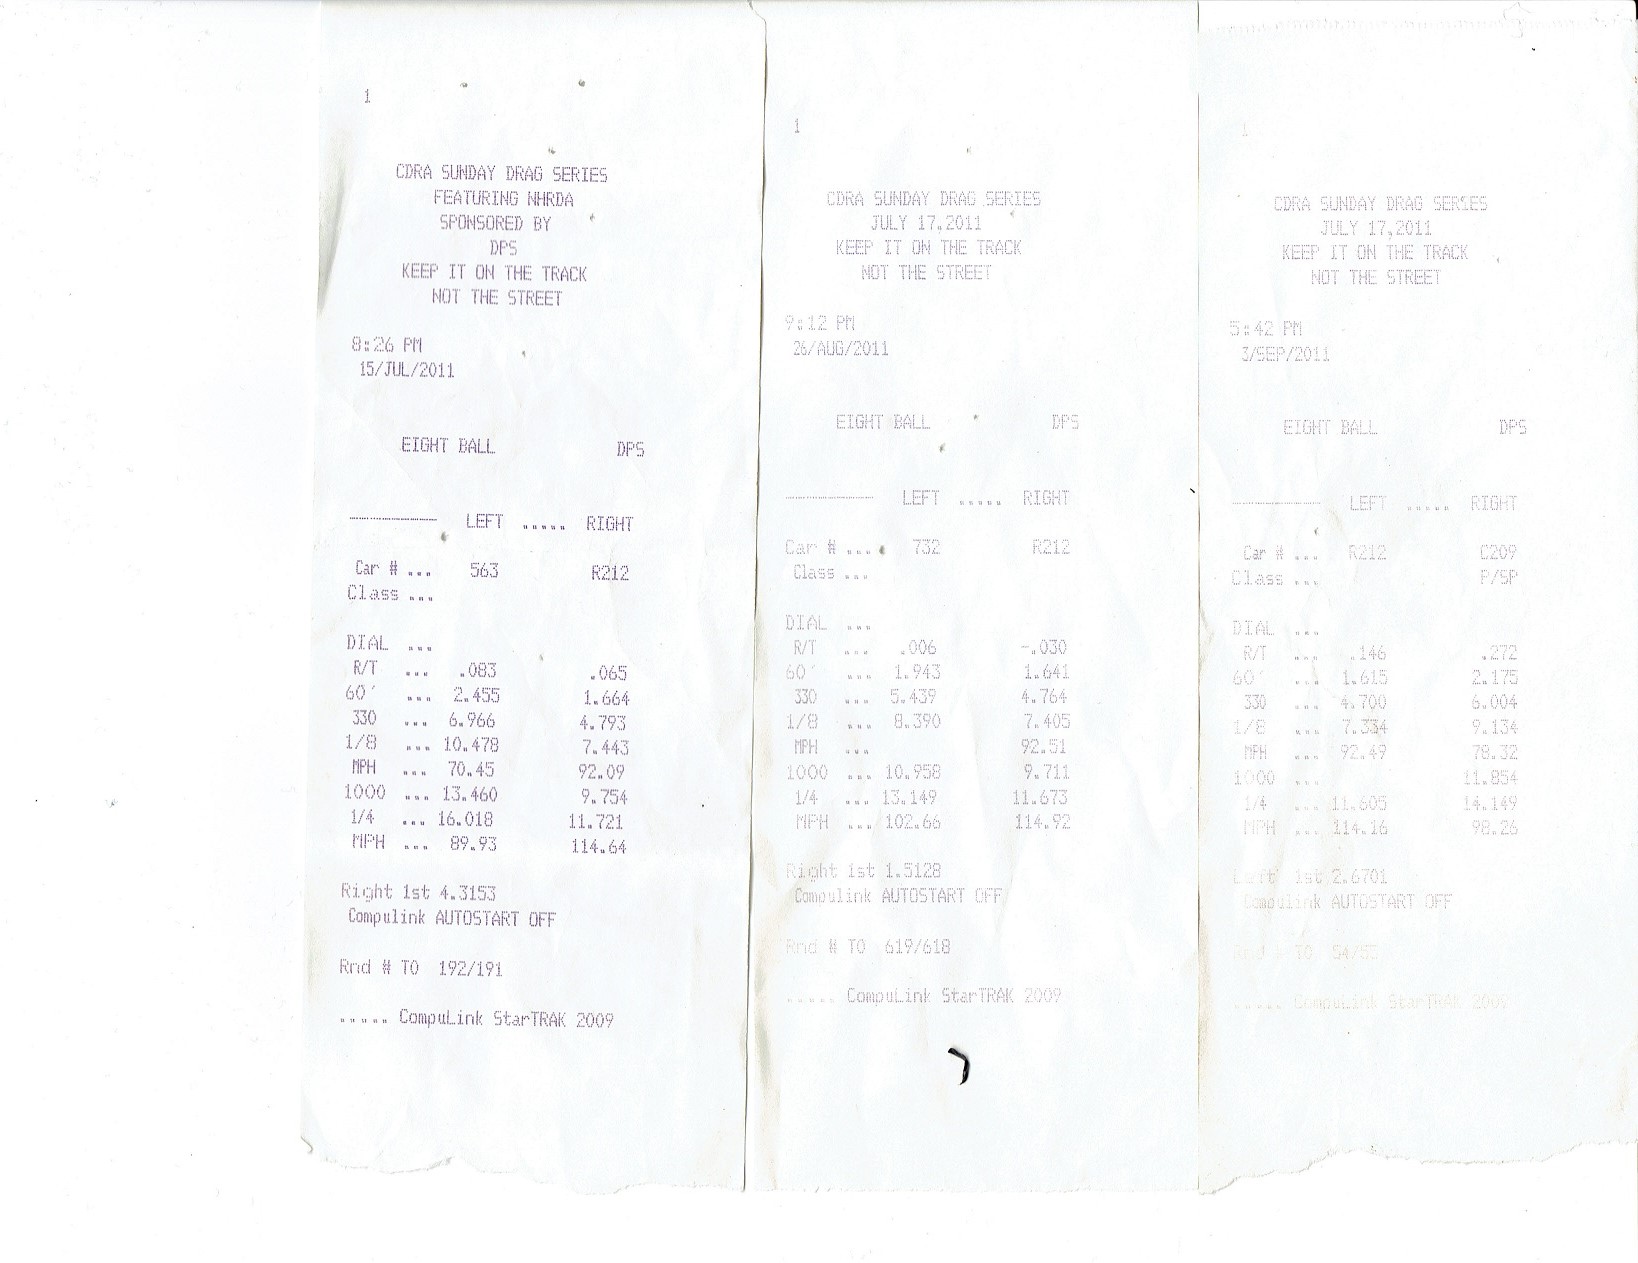 1
CDRA SUNDAY DRAG SERIES
FEATURING NHRDA
SPONSORED BY
DPS
KEEP IT ON THE TRACK
NOT THE STREET
8:26 PM
15/JUL/2011
EIGHT BALL DPS
LEFT ..... RIGHT
Car # ... 563 R212
Class ...
DIAL ...
R/T ... .083 .065
60' ... 2.455 1.664
330 ... 6.966 4.793
1/8 ... 10.478 7.443
MPH ... 70.45 92.09
1000 ... 13.460 9.754
1/4 ... 16.018 11.721
MPH ... 89.93 114.64
Right 1st 4.3153
Compulink AUTOSTART OFF
Rnd # TO 192/191
..... CompuLink StarTRAK 2009
1
CDRA SUNDAY DRAG SERIES
JULY 17,2011
KEEP IT ON THE TRACK
NOT THE STREET
9:12 PM
26/AUG/2011
EIGHT BALL DPS
LEFT ..... RIGHT
Car # ... 732 R212
Class ...
DIAL ...
R/T ... .006 -.030
60' ... 1.943 1.641
330 ... 5.439 4.764
1/8 ... 8.390 7.405
MPH ... 92.51
1000 ... 10.958 9.711
1/4 ... 13.149 11.673
MPH ... 102.66 114.92
Right 1st 1.5128
Compulink AUTOSTART OFF
Rnd # TO 619/618
..... CompuLink StarTRAK 2009
1
CDRA SUNDAY DRAG SERIES
JULY 17,2011
KEEP IT ON THE TRACK
NOT THE STREET
5:42 PM
3/SEP/2011
EIGHT BALL DPS
LEFT ..... RIGHT
Car # ... R212 C209
Class ... P/SP
DIAL ...
R/T ... .146 .272
60' ... 1.615 2.175
330 ... 4.700 6.004
1/8 ... 7.334 9.134
MPH ... 92.49 78.32
1000 ... 11.854
1/4 ... 11.605 14.149
MPH ... 114.16 98.26
Left 1st 2.6701
Compulink AUTOSTART OFF
Rnd # TO 54/53
..... CompuLink StarTRAK 2009